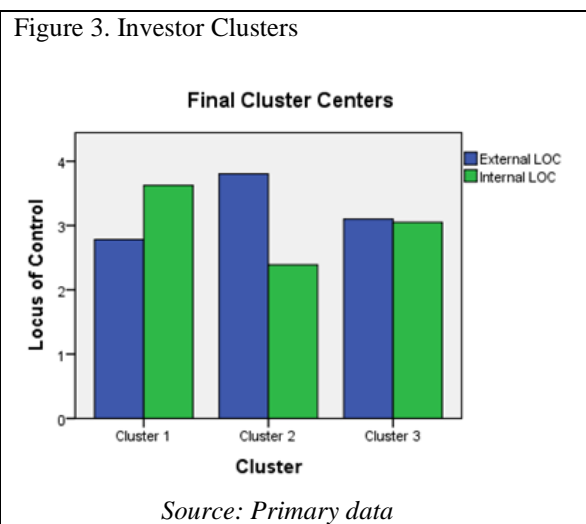 Figure 3. Investor Clusters
Final Cluster Centers
External LOC
Internal LOC
Locus of Control
4
3
2
1
0
Cluster 1 Cluster 2 Cluster 3
Cluster
Source: Primary data